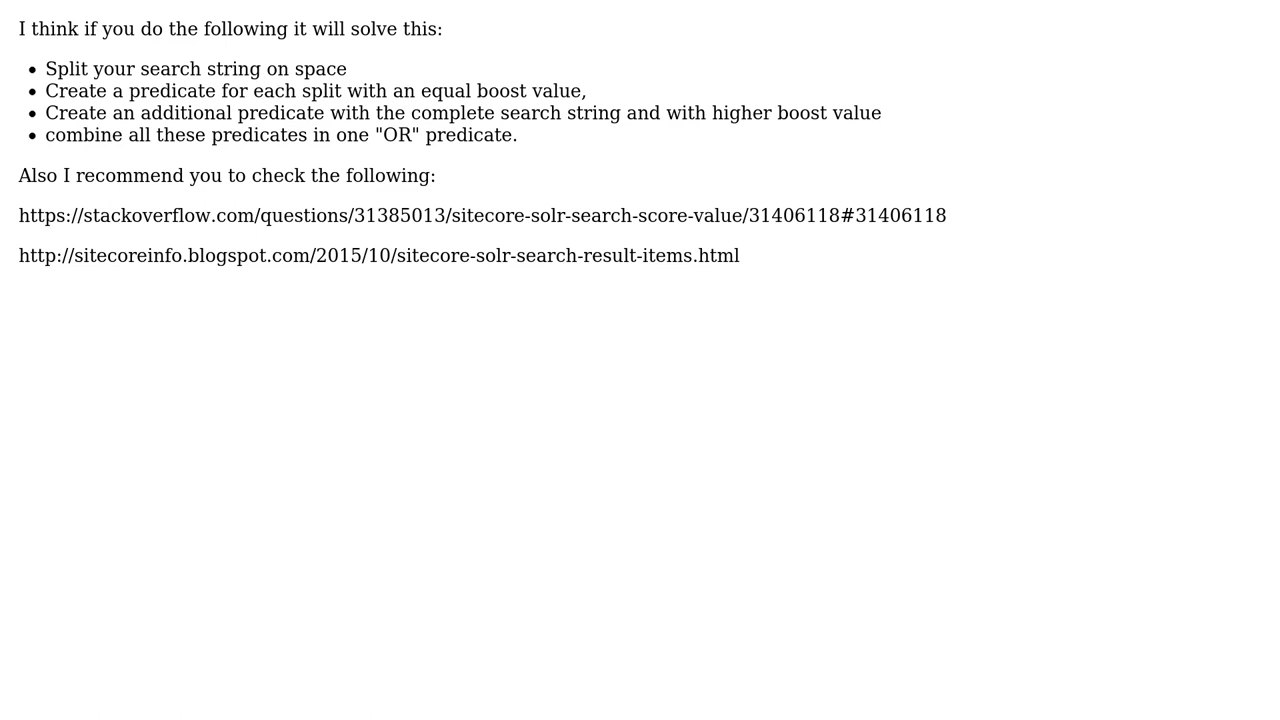 I think if you do the following it will solve this:
• Split your search string on space
• Create a predicate for each split with an equal boost value,
• Create an additional predicate with the complete search string and with higher boost value
• combine all these predicates in one "OR" predicate.
Also I recommend you to check the following:
https://stackoverflow.com/questions/31385013/sitecore-solr-search-score-value/31406118#31406118
http://sitecoreinfo.blogspot.com/2015/10/sitecore-solr-search-result-items.html